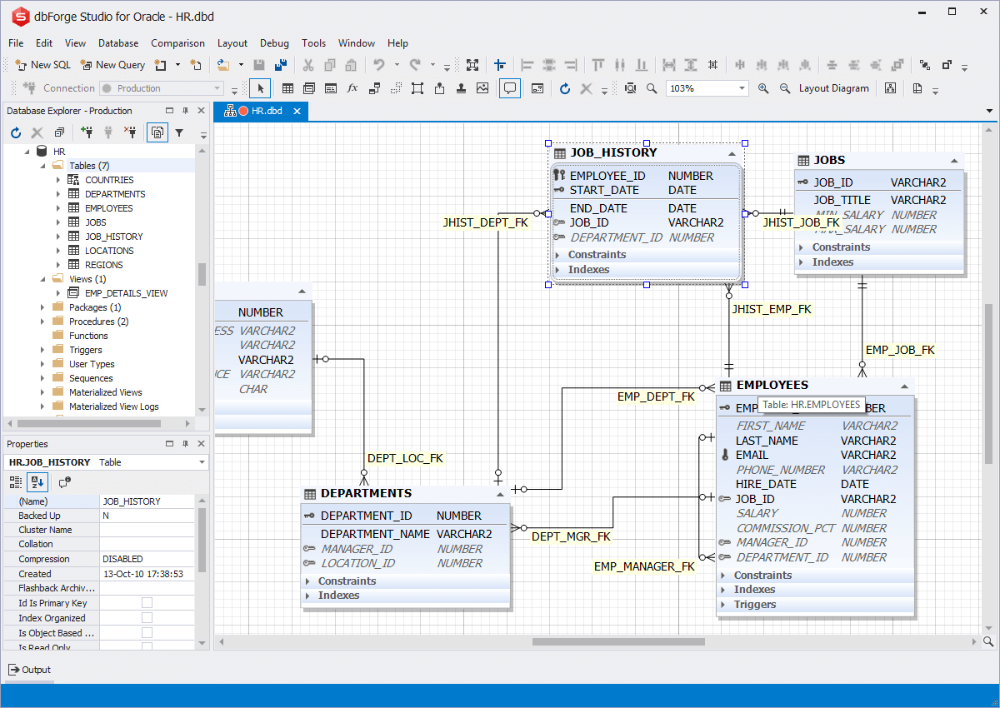 dbForge Studio for Oracle - HR.dbd
File Edit View Database Comparison Layout Debug Tools Window Help
New SQL New Query
Connection Production 103% Layout Diagram
Database Explorer - Production
HR
Tables (7)
COUNTRIES
DEPARTMENTS
EMPLOYEES
JOBS
JOB_HISTORY
LOCATIONS
REGIONS
Views (1)
EMP_DETAILS_VIEW
Packages (1)
Procedures (2)
Functions
Triggers
User Types
Sequences
Materialized Views
Materialized View Logs
Properties
HR.JOB_HISTORY Table
(Name) JOB_HISTORY
Backed Up N
Cluster Name
Collation
Compression DISABLED
Created 13-Oct-10 17:38:53
Flashback Archiv...
Id Is Primary Key
Index Organized
Is Object Based ...
Is Read Only
Output
HR.dbd
JOB_HISTORY
EMPLOYEE_ID NUMBER
START_DATE DATE
END_DATE DATE
JOB_ID VARCHAR2
DEPARTMENT_ID NUMBER
Constraints
Indexes
JOBS
JOB_ID VARCHAR2
JOB_TITLE VARCHAR2
MIN_SALARY NUMBER
MAX_SALARY NUMBER
Constraints
Indexes
JHIST_DEPT_FK
JHIST_JOB_FK
JHIST_EMP_FK
EMP_JOB_FK
NUMBER
ESS VARCHAR2
VARCHAR2
VARCHAR2
NCE VARCHAR2
CHAR
DEPT_LOC_FK
EMP_DEPT_FK
DEPARTMENTS
DEPARTMENT_ID NUMBER
DEPARTMENT_NAME VARCHAR2
MANAGER_ID NUMBER
LOCATION_ID NUMBER
Constraints
Indexes
DEPT_MGR_FK
EMP_MANAGER_FK
EMPLOYEES
Table: HR.EMPLOYEES
FIRST_NAME VARCHAR2
LAST_NAME VARCHAR2
EMAIL VARCHAR2
PHONE_NUMBER VARCHAR2
HIRE_DATE DATE
JOB_ID VARCHAR2
SALARY NUMBER
COMMISSION_PCT NUMBER
MANAGER_ID NUMBER
DEPARTMENT_ID NUMBER
Constraints
Indexes
Triggers